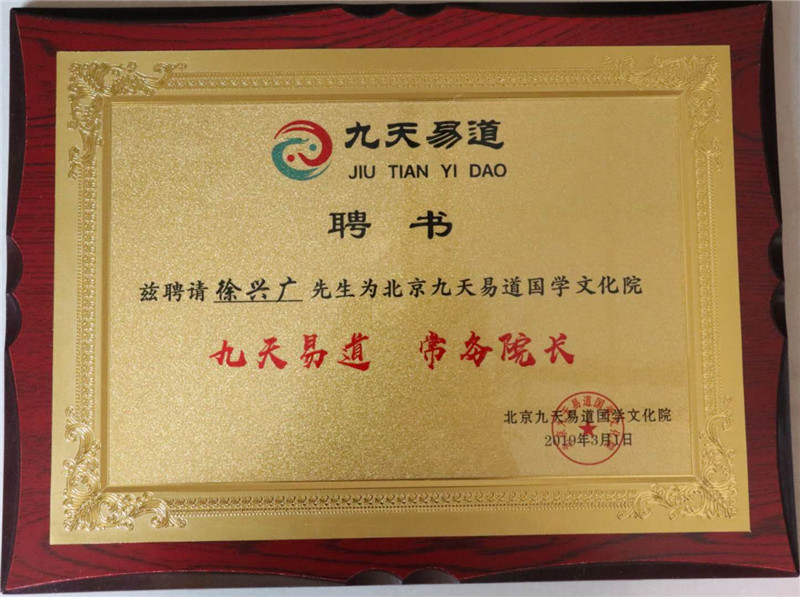 九天易道
JIU TIAN YI DAO
聘 书
兹聘请 徐兴广 先生为北京九天易道国学文化院
九天易道 常务院长
北京九天易道国学文化院
2019年3月1日